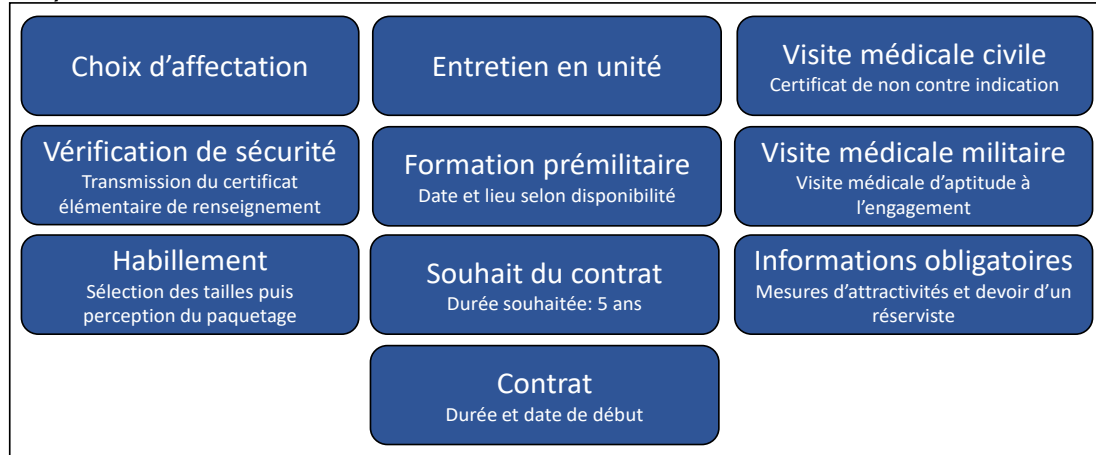 Choix d'affectation
Entretien en unité
Visite médicale civile
Certificat de non contre indication
Vérification de sécurité
Transmission du certificat
élémentaire de renseignement
Formation prémilitaire
Date et lieu selon disponibilité
Visite médicale militaire
Visite médicale d'aptitude à
l'engagement
Habillement
Sélection des tailles puis
perception du paquetage
Souhait du contrat
Durée souhaitée: 5 ans
Informations obligatoires
Mesures d'attractivités et devoir d'un
réserviste
Contrat
Durée et date de début